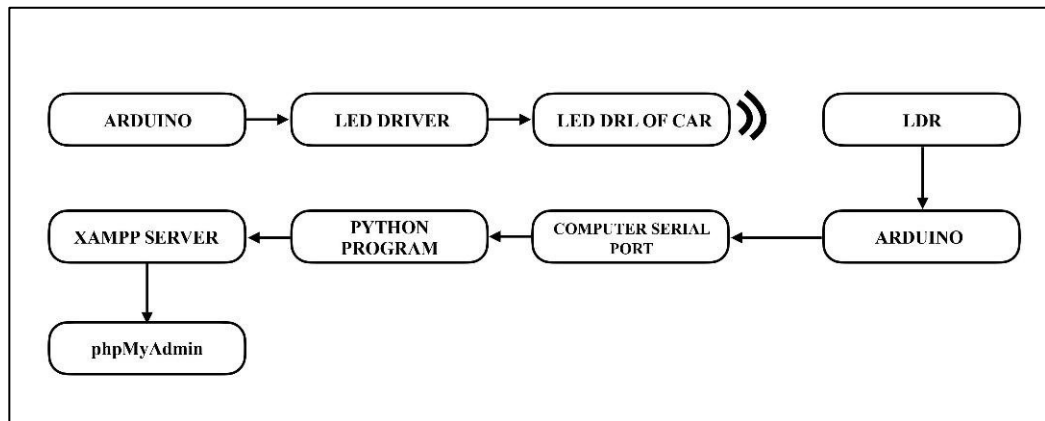 ARDUINO
LED DRIVER
LED DRL OF CAR
LDR
XAMPP SERVER
PYTHON
PROGRAM
COMPUTER SERIAL
PORT
ARDUINO
phpMyAdmin